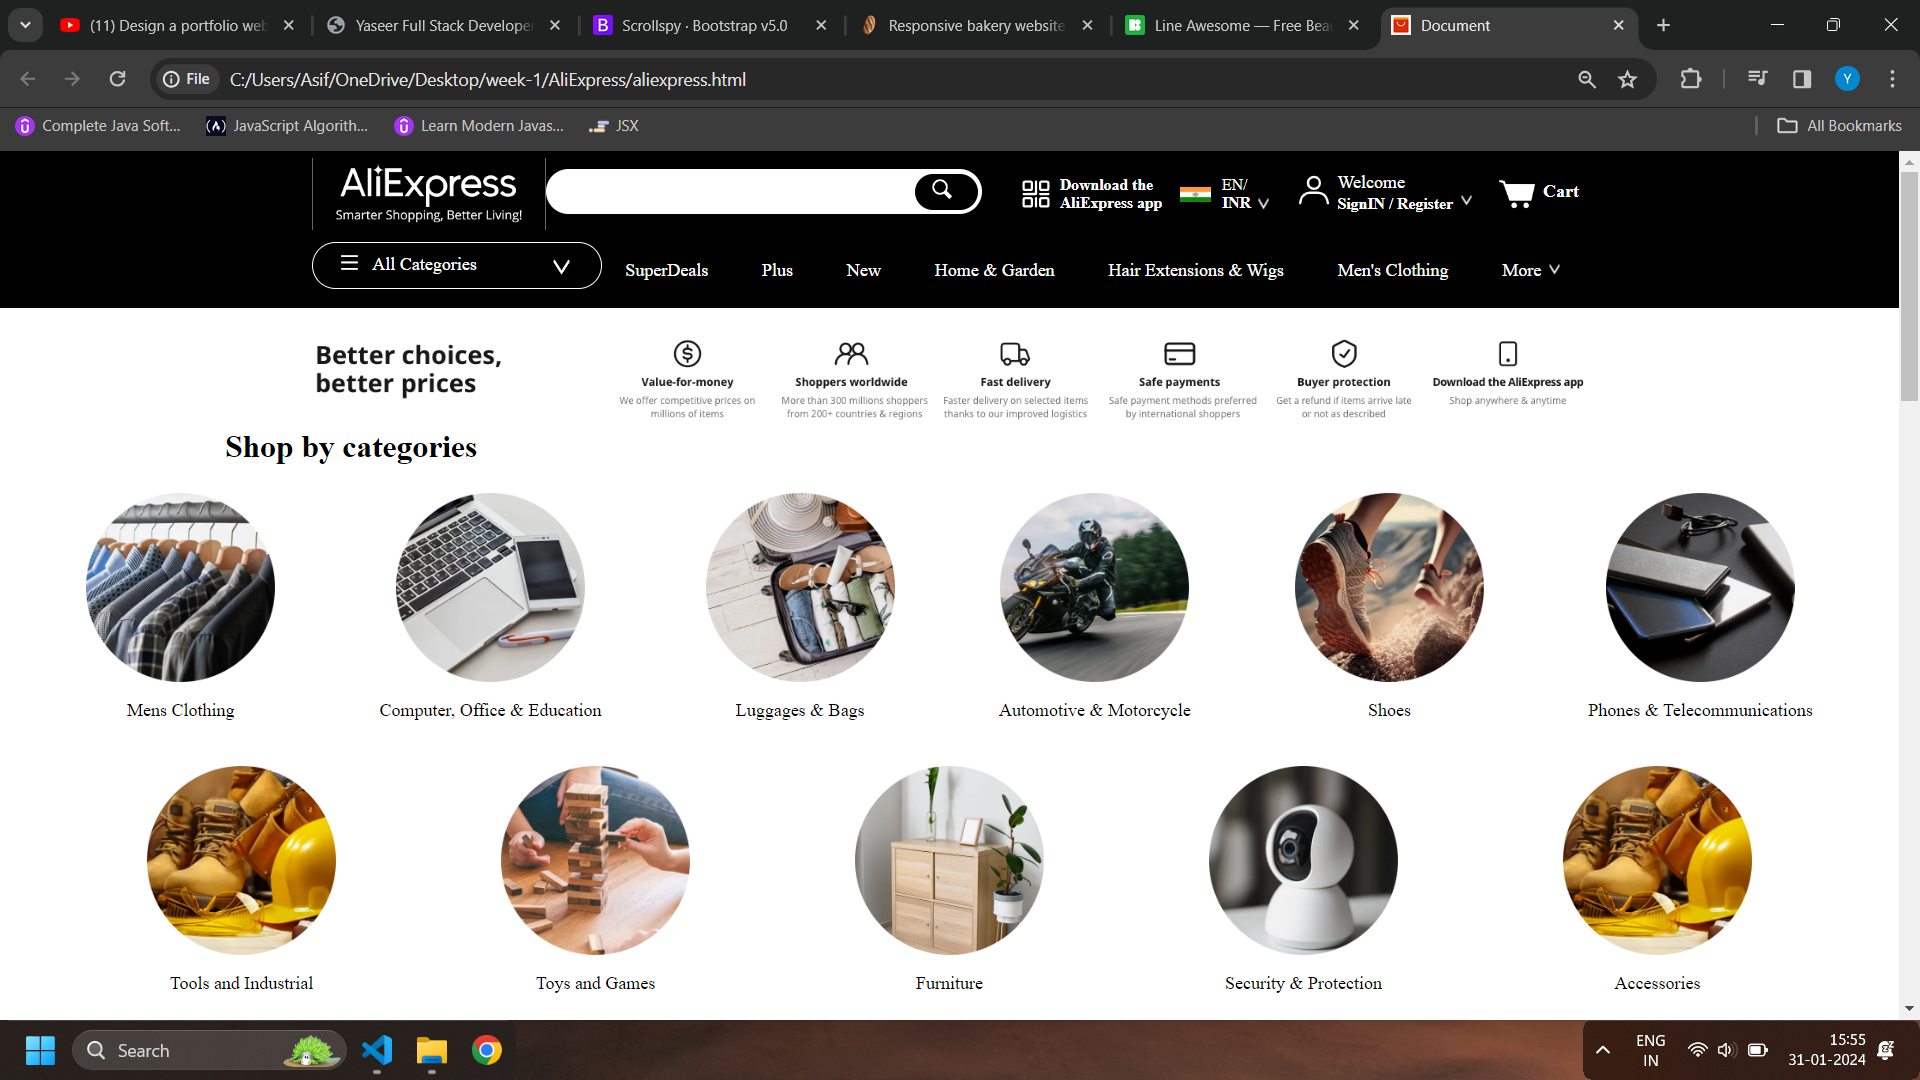 (11) Design a portfolio web
Yaseer Full Stack Developer
Scrollspy · Bootstrap v5.0
Responsive bakery website
Line Awesome — Free Beau
Document
File
C:/Users/Asif/OneDrive/Desktop/week-1/AliExpress/aliexpress.html
Y
Complete Java Soft...
JavaScript Algorith...
Learn Modern Javas...
JSX
All Bookmarks
AliExpress
Smarter Shopping, Better Living!
Download the
AliExpress app
EN/
INR
Welcome
SignIN / Register
Cart
All Categories
SuperDeals
Plus
New
Home & Garden
Hair Extensions & Wigs
Men's Clothing
More
Better choices,
better prices
Value-for-money
We offer competitive prices on
millions of items
Shoppers worldwide
More than 300 millions shoppers
from 200+ countries & regions
Fast delivery
Faster delivery on selected items
thanks to our improved logistics
Safe payments
Safe payment methods preferred
by international shoppers
Buyer protection
Get a refund if items arrive late
or not as described
Download the AliExpress app
Shop anywhere & anytime
Shop by categories
Mens Clothing
Computer, Office & Education
Luggages & Bags
Automotive & Motorcycle
Shoes
Phones & Telecommunications
Tools and Industrial
Toys and Games
Furniture
Security & Protection
Accessories
Search
ENG
IN
15:55
31-01-2024